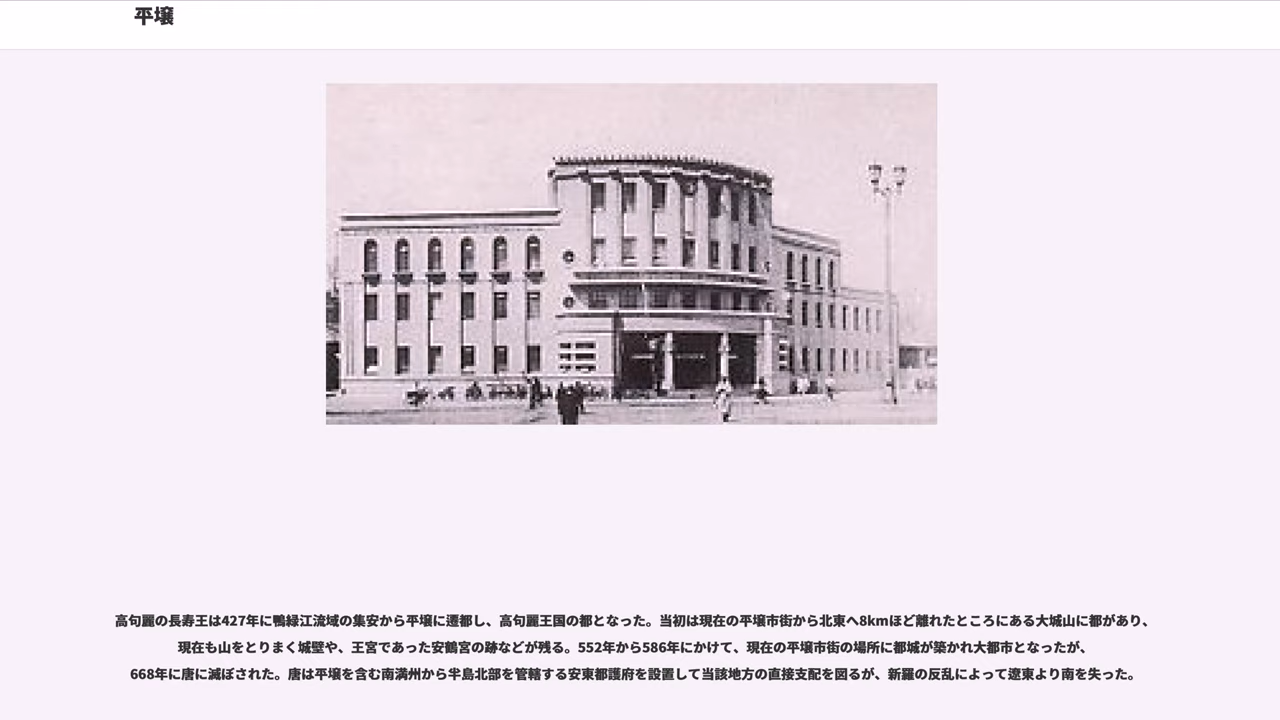 平壌
高句麗の長寿王は427年に鴨緑江流域の集安から平壌に遷都し、高句麗王国の都となった。当初は現在の平壌市街から北東へ8kmほど離れたところにある大城山に都があり、
現在も山をとりまく城壁や、王宮であった安鶴宮の跡などが残る。552年から586年にかけて、現在の平壌市街の場所に都城が築かれ大都市となったが、
668年に唐に滅ぼされた。唐は平壌を含む南満州から半島北部を管轄する安東都護府を設置して当該地方の直接支配を図るが、新羅の反乱によって遼東より南を失った。